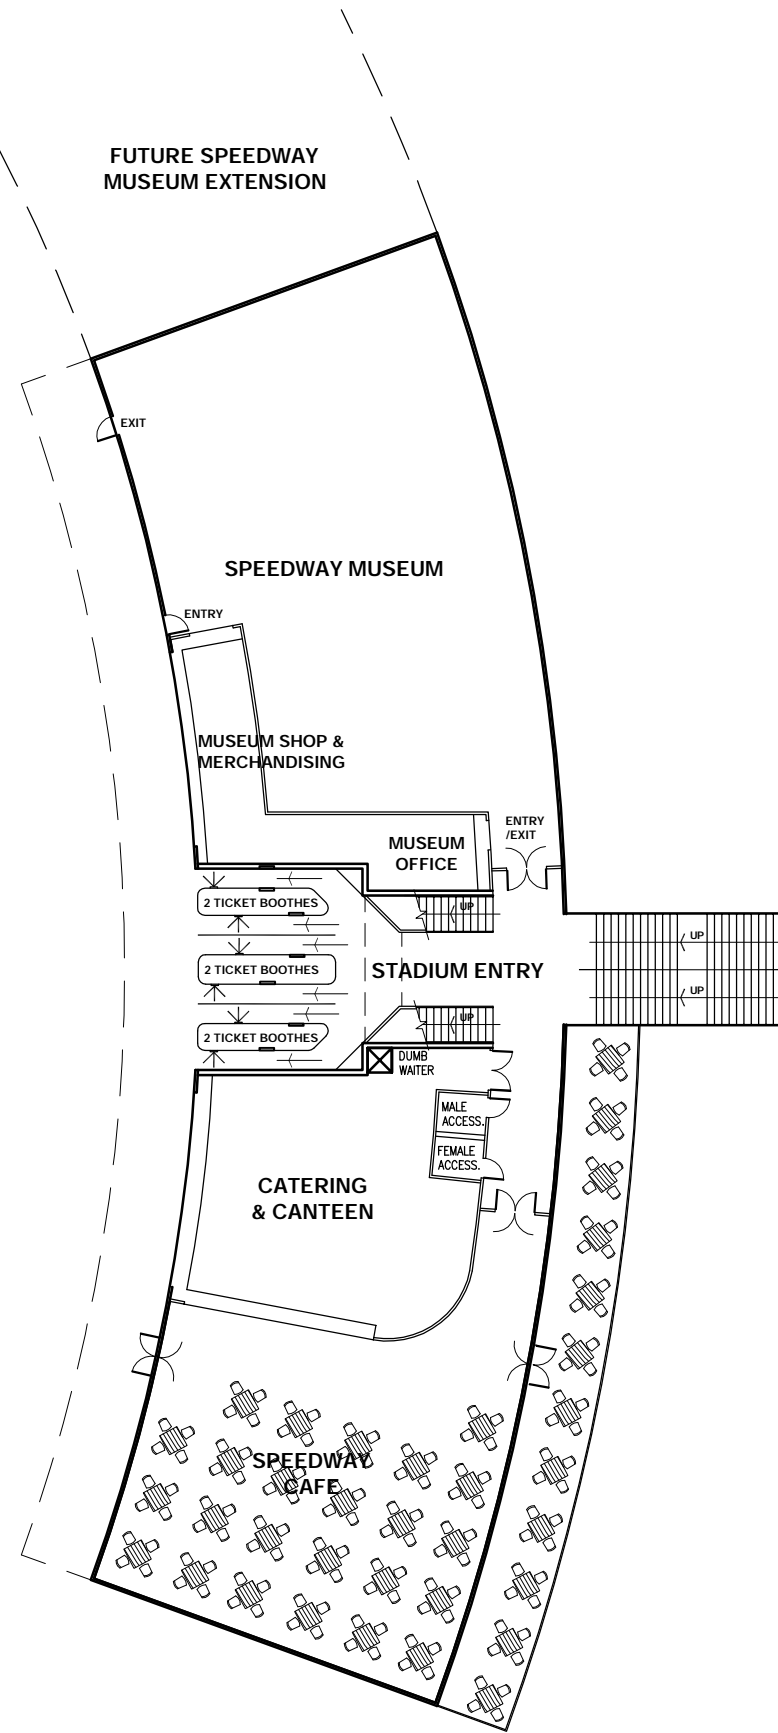 FUTURE SPEEDWAY
MUSEUM EXTENSION
EXIT
SPEEDWAY MUSEUM
ENTRY
MUSEUM SHOP &
MERCHANDISING
ENTRY
/EXIT
MUSEUM
OFFICE
2 TICKET BOOTHES
UP
UP
2 TICKET BOOTHES
STADIUM ENTRY
UP
UP
2 TICKET BOOTHES
DUMB
WAITER
MALE
ACCESS.
FEMALE
ACCESS.
CATERING
& CANTEEN
SPEEDWAY
CAFE